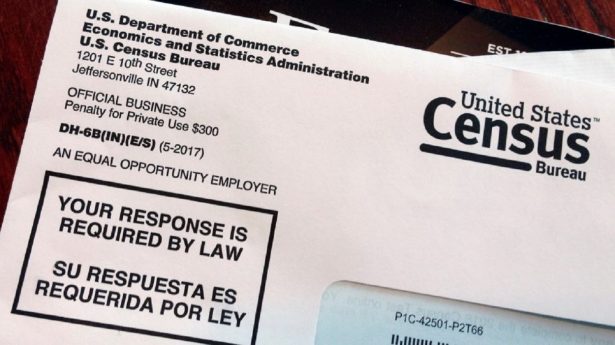 U.S. Department of Commerce
Economics and Statistics Administration
U.S. Census Bureau
1201 E 10th Street
Jeffersonville IN 47132
OFFICIAL BUSINESS
Penalty for Private Use $300
DH-6B(IN)(E/S) (5-2017)
AN EQUAL OPPORTUNITY EMPLOYER
YOUR RESPONSE IS
REQUIRED BY LAW
SU RESPUESTA ES
REQUERIDA POR LEY
EST
United States™
Census
Bureau
P1C-42501-P2T66